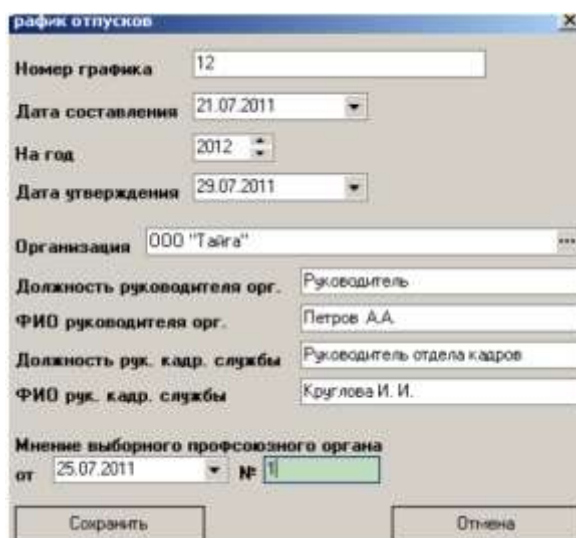 рафик отпусков
Номер графика 12
Дата составления 21.07.2011
На год 2012
Дата утверждения 29.07.2011
Организация ООО "Тайга"
Должность руководителя орг. Руководитель
ФИО руководителя орг. Петров А.А.
Должность рук. кадр. службы Руководитель отдела кадров
ФИО рук. кадр. службы Круглова И. И.
Мнение выборного профсоюзного органа
от 25.07.2011 № 1
Сохранить Отмена